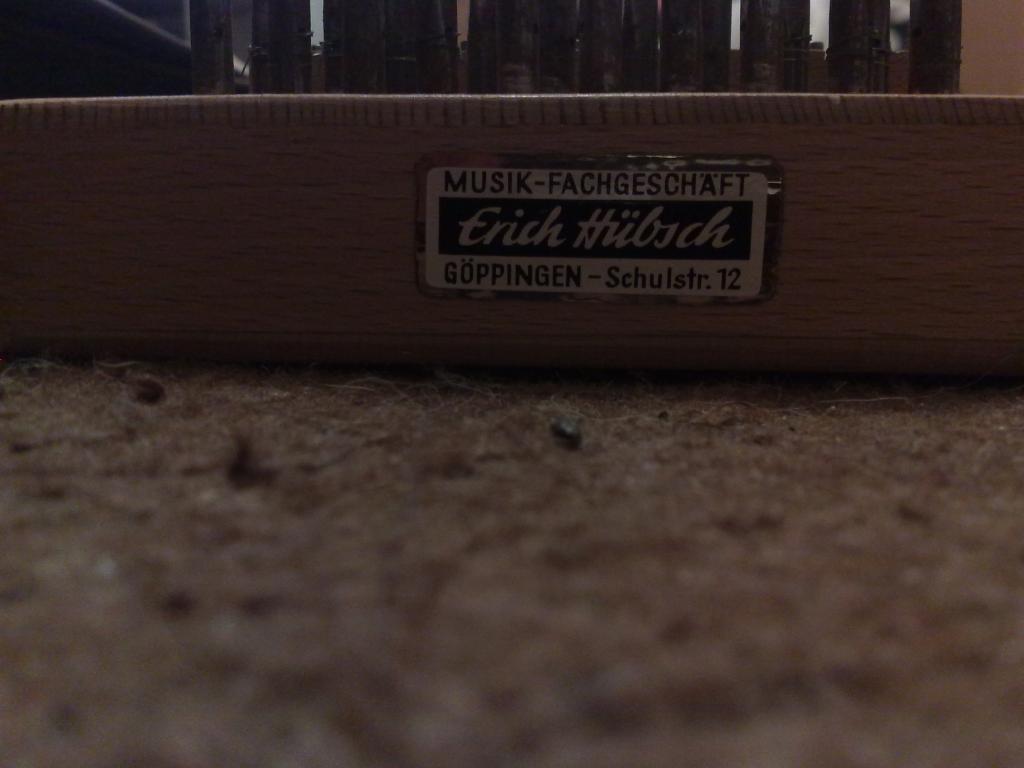 MUSIK-FACHGESCHÄFT
Erich Hübsch
GÖPPINGEN – Schulstr. 12